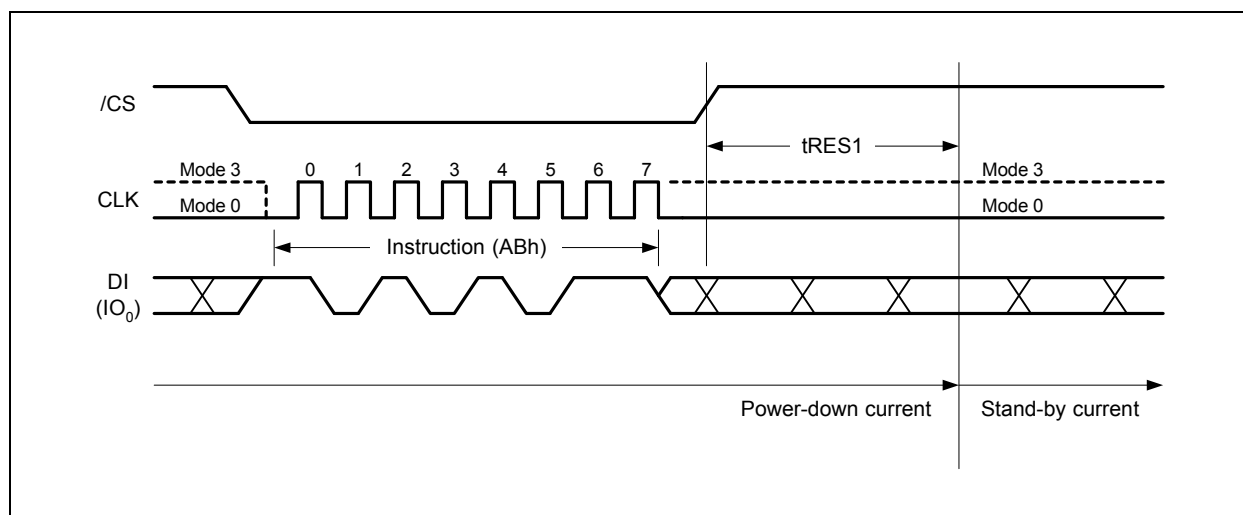 /CS
tRES1
Mode 3 0 1 2 3 4 5 6 7 Mode 3
CLK
Mode 0 Mode 0
Instruction (ABh)
DI
(IO₀)
Power-down current Stand-by current